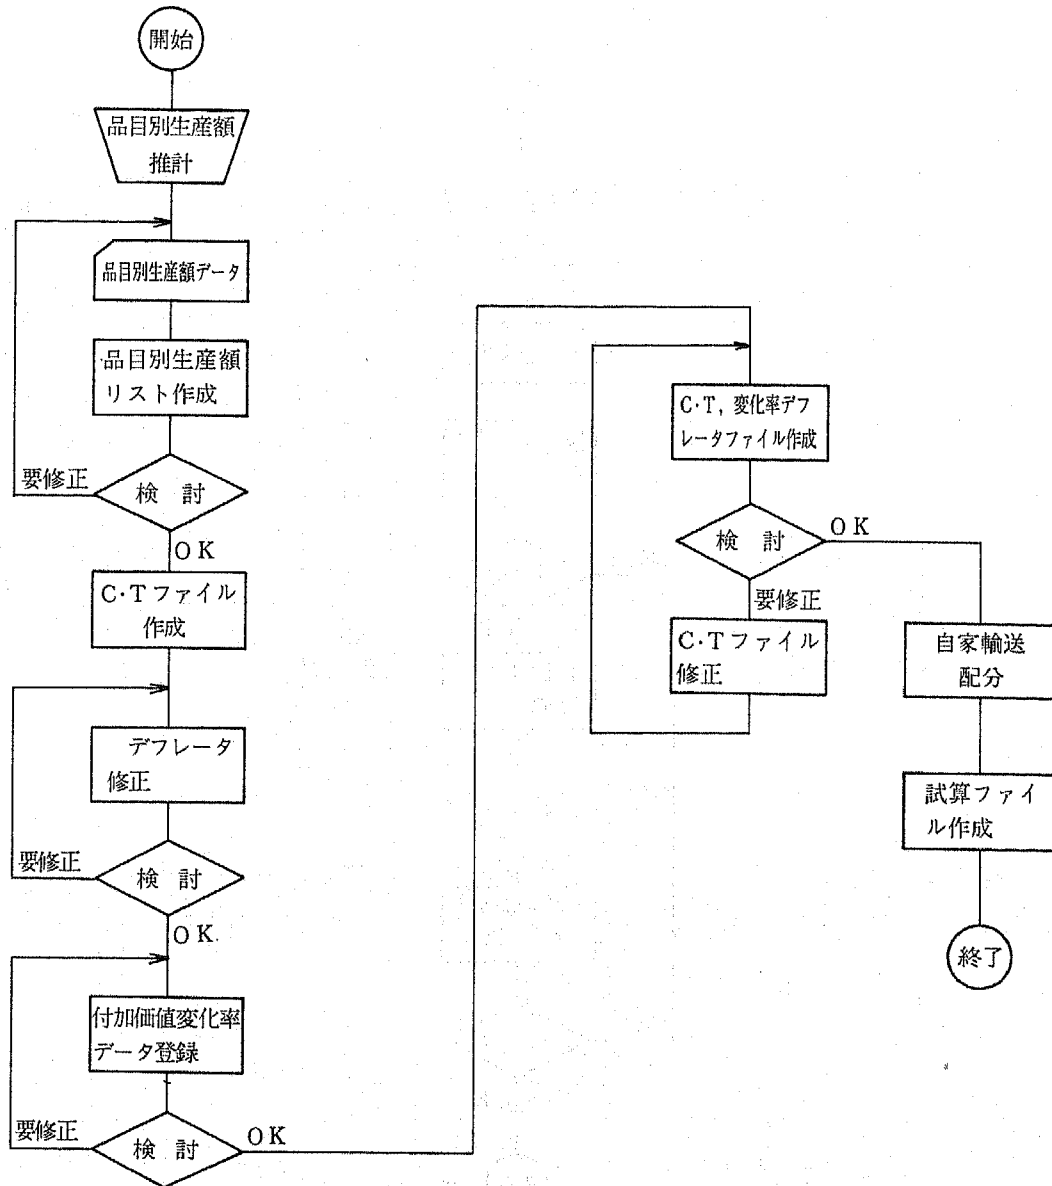 開始
品目別生産額
推計
品目別生産額データ
品目別生産額
リスト作成
要修正
検 討
OK
C・Tファイル
作成
デフレータ
修正
要修正
検 討
OK
付加価値変化率
データ登録
要修正
検 討
OK
C・T, 変化率デフ
レータファイル作成
検 討
OK
要修正
C・Tファイル
修正
自家輸送
配分
試算ファイ
ル作成
終了